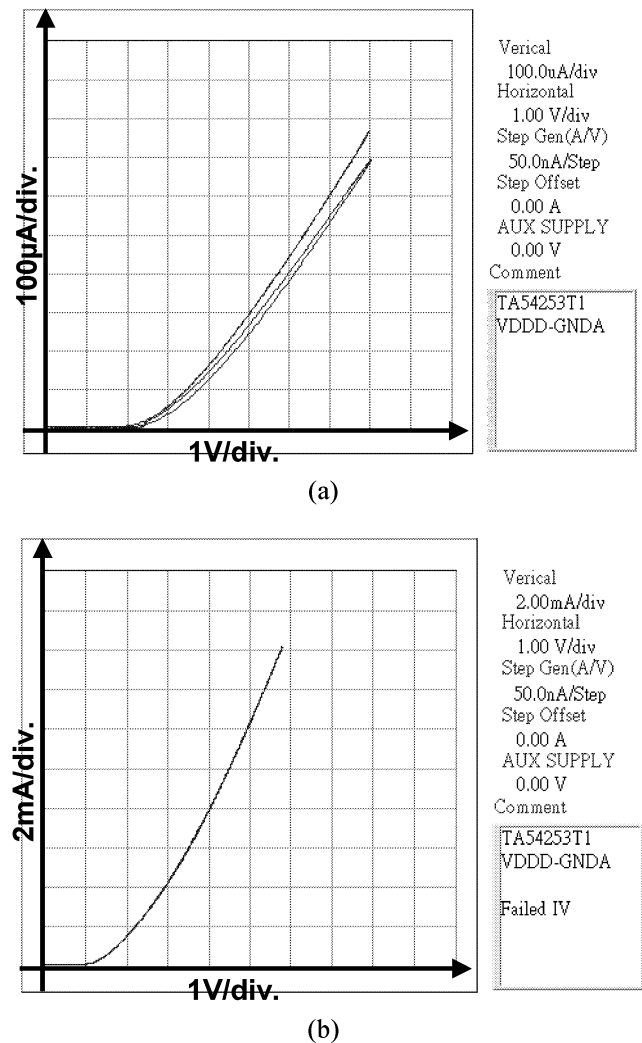 Verical
100.0uA/div
Horizontal
1.00 V/div
Step Gen(A/V)
50.0nA/Step
Step Offset
0.00 A
AUX SUPPLY
0.00 V
Comment
TA54253T1
VDDD-GNDA
100µA/div.
1V/div.
(a)
Verical
2.00mA/div
Horizontal
1.00 V/div
Step Gen(A/V)
50.0nA/Step
Step Offset
0.00 A
AUX SUPPLY
0.00 V
Comment
TA54253T1
VDDD-GNDA
Failed IV
2mA/div.
1V/div.
(b)